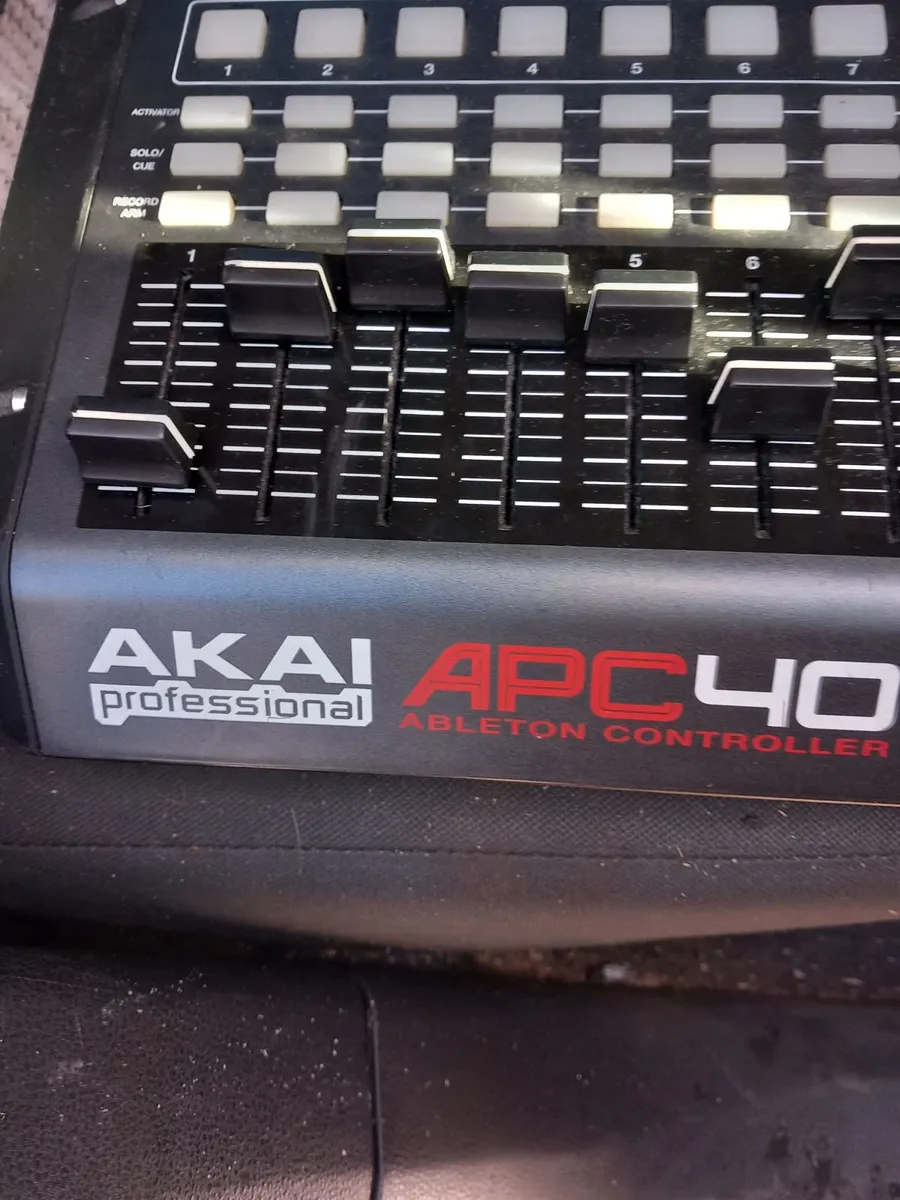 1 2 3 4 5 6 7
ACTIVATOR
SOLO/
CUE
RECORD
ARM
1 5 6
AKAI APC40
professional ABLETON CONTROLLER